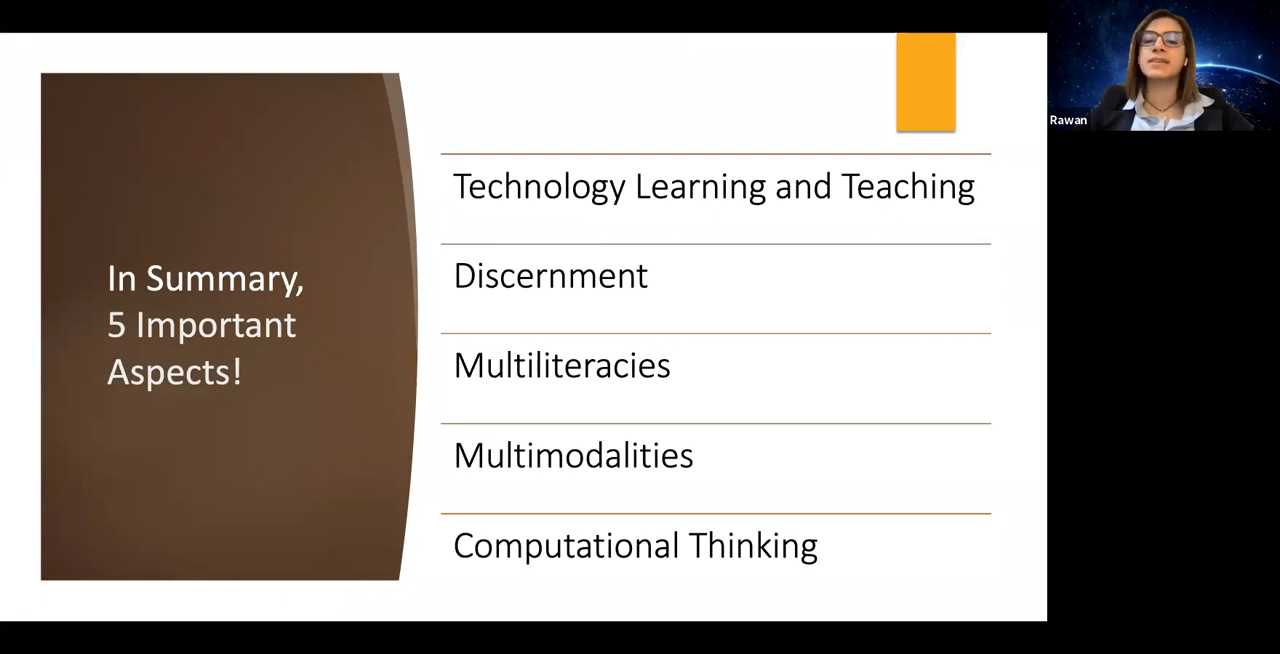 In Summary,
5 Important
Aspects!
Technology Learning and Teaching
Discernment
Multiliteracies
Multimodalities
Computational Thinking
Rawan